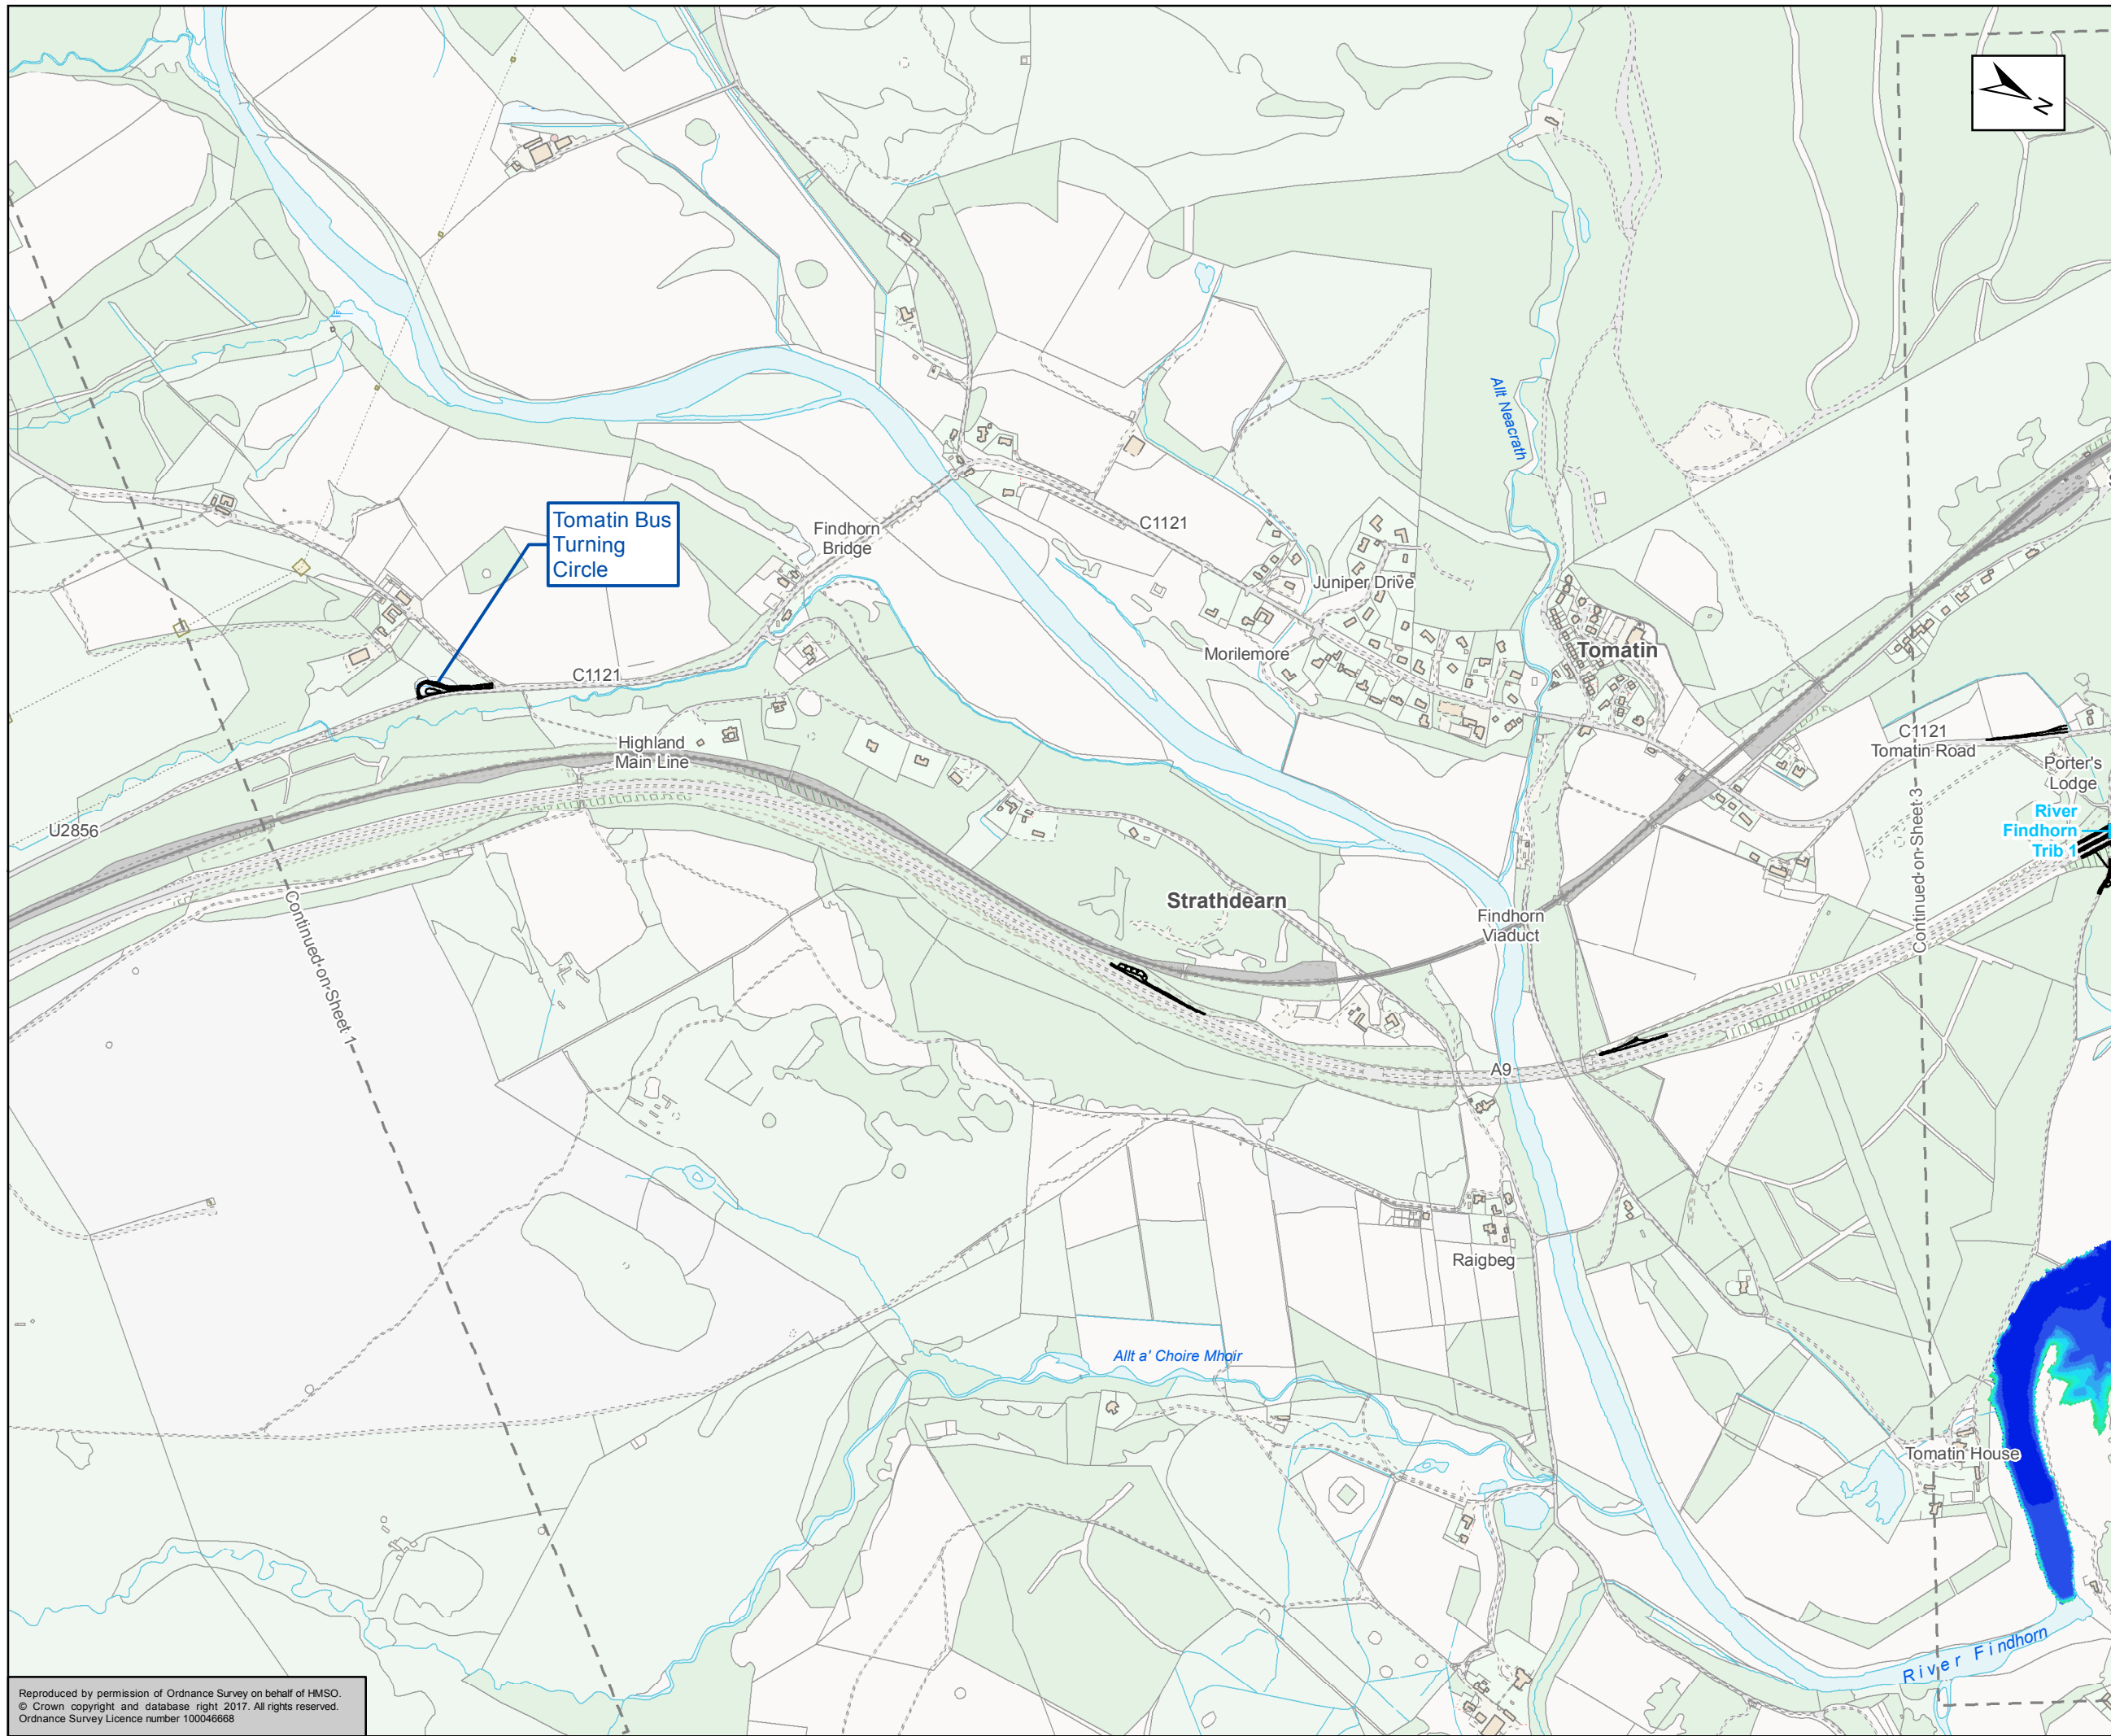 N
Allt Neacrath
Tomatin Bus
Turning
Circle
Findhorn
Bridge
C1121
Juniper Drive
Morilemore
Tomatin
C1121
Highland
Main Line
C1121
Tomatin Road
Porter's
Lodge
River
Findhorn
Trib 1
U2856
Continued on Sheet 1
Continued on Sheet 3
Strathdearn
Findhorn
Viaduct
A9
Raigbeg
Allt a' Choire Mhoir
Tomatin House
River Findhorn
Reproduced by permission of Ordnance Survey on behalf of HMSO.
© Crown copyright and database right 2017. All rights reserved.
Ordnance Survey Licence number 100046668